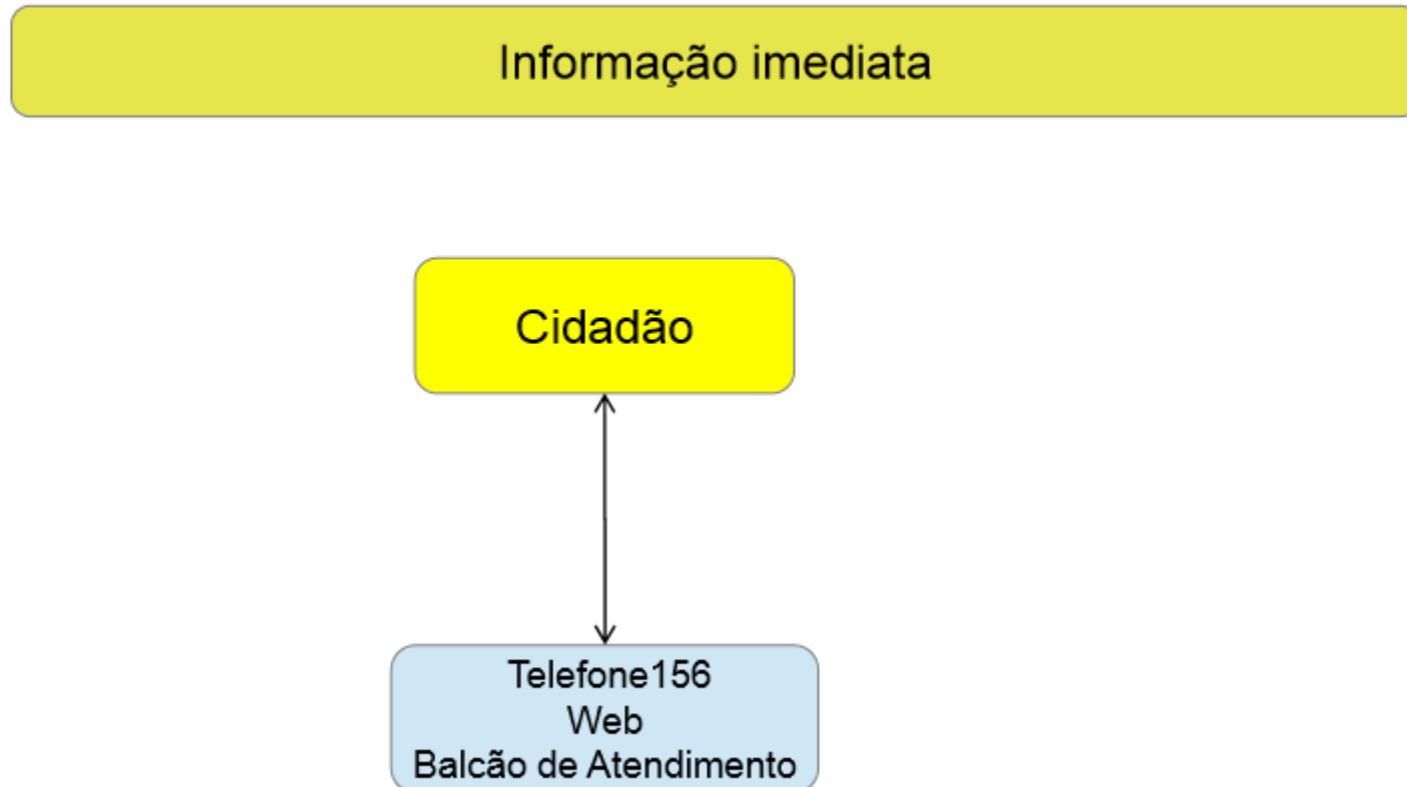 Informação imediata
Cidadão
Telefone156
Web
Balcão de Atendimento